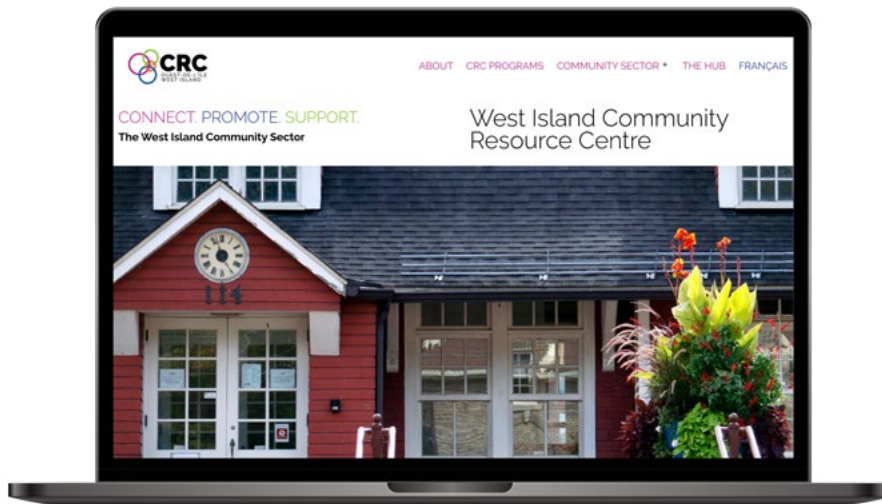 CRC
OUEST-DE-L'ÎLE
WEST ISLAND
ABOUT CRC PROGRAMS COMMUNITY SECTOR + THE HUB FRANÇAIS
CONNECT. PROMOTE. SUPPORT.
The West Island Community Sector
West Island Community
Resource Centre
114